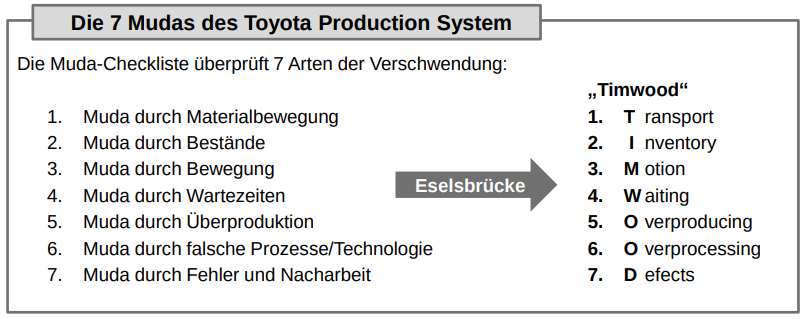 Die 7 Mudas des Toyota Production System
Die Muda-Checkliste überprüft 7 Arten der Verschwendung:
1. Muda durch Materialbewegung
2. Muda durch Bestände
3. Muda durch Bewegung
4. Muda durch Wartezeiten
5. Muda durch Überproduktion
6. Muda durch falsche Prozesse/Technologie
7. Muda durch Fehler und Nacharbeit
Eselsbrücke
„Timwood“
1. T ransport
2. I nventory
3. M otion
4. W aiting
5. O verproducing
6. O verprocessing
7. D efects